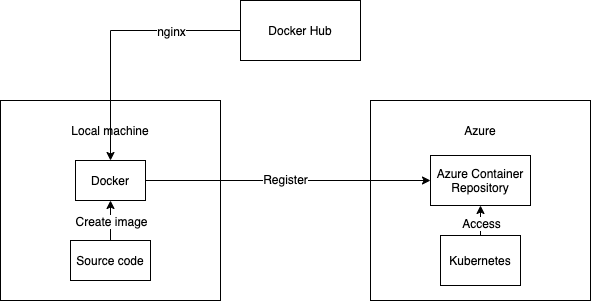 nginx
Docker Hub
Local machine
Azure
Docker
Register
Azure Container
Repository
Create image
Access
Source code
Kubernetes